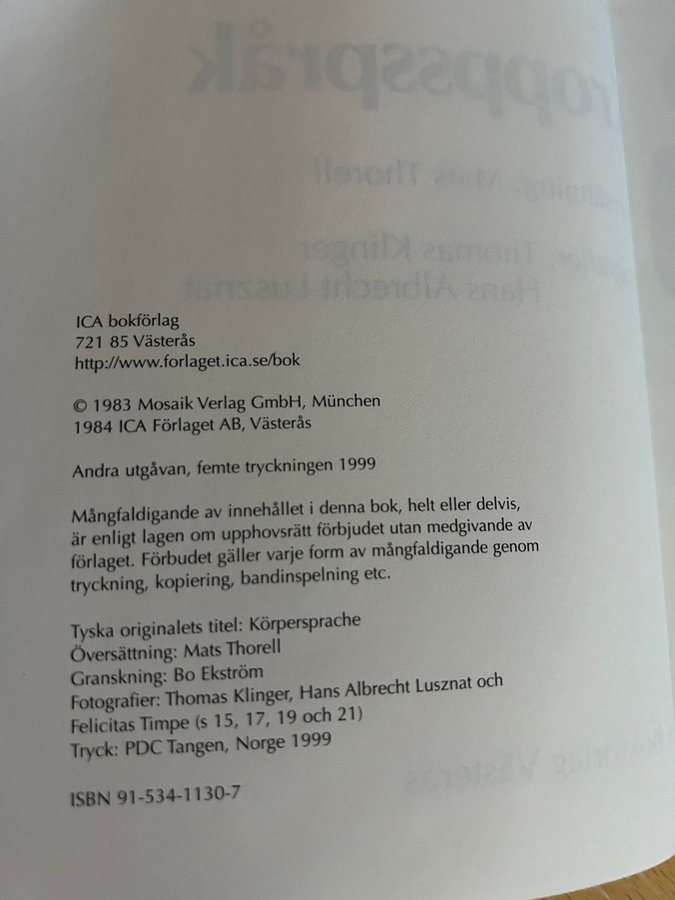 ICA bokförlag
721 85 Västerås
http://www.forlaget.ica.se/bok
© 1983 Mosaik Verlag GmbH, München
1984 ICA Förlaget AB, Västerås
Andra utgåvan, femte tryckningen 1999
Mångfaldigande av innehållet i denna bok, helt eller delvis,
är enligt lagen om upphovsrätt förbjudet utan medgivande av
förlaget. Förbudet gäller varje form av mångfaldigande genom
tryckning, kopiering, bandinspelning etc.
Tyska originalets titel: Körpersprache
Översättning: Mats Thorell
Granskning: Bo Ekström
Fotografier: Thomas Klinger, Hans Albrecht Lusznat och
Felicitas Timpe (s 15, 17, 19 och 21)
Tryck: PDC Tangen, Norge 1999
ISBN 91-534-1130-7